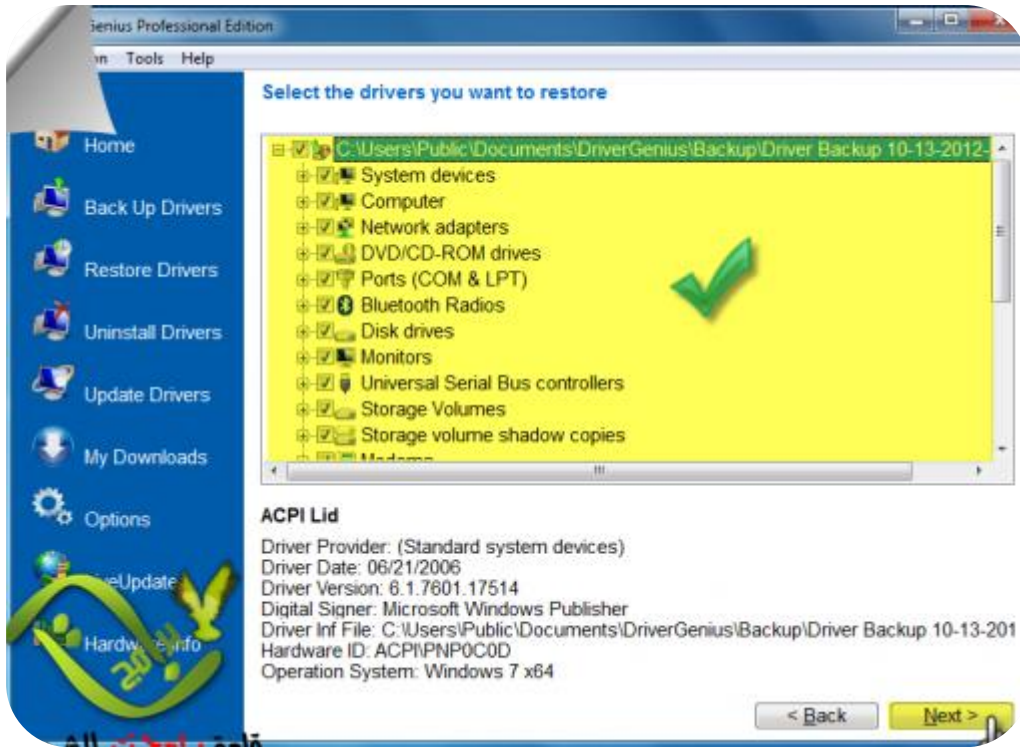 Genius Professional Edition
Tools Help
Select the drivers you want to restore
Home
Back Up Drivers
Restore Drivers
Uninstall Drivers
Update Drivers
My Downloads
Options
LiveUpdate
Hardware Info
C:\Users\Public\Documents\DriverGenius\Backup\Driver Backup 10-13-2012-
System devices
Computer
Network adapters
DVD/CD-ROM drives
Ports (COM & LPT)
Bluetooth Radios
Disk drives
Monitors
Universal Serial Bus controllers
Storage Volumes
Storage volume shadow copies
Modems
ACPI Lid
Driver Provider: (Standard system devices)
Driver Date: 06/21/2006
Driver Version: 6.1.7601.17514
Digital Signer: Microsoft Windows Publisher
Driver Inf File: C:\Users\Public\Documents\DriverGenius\Backup\Driver Backup 10-13-201
Hardware ID: ACPI\PNP0C0D
Operation System: Windows 7 x64
< Back
Next >